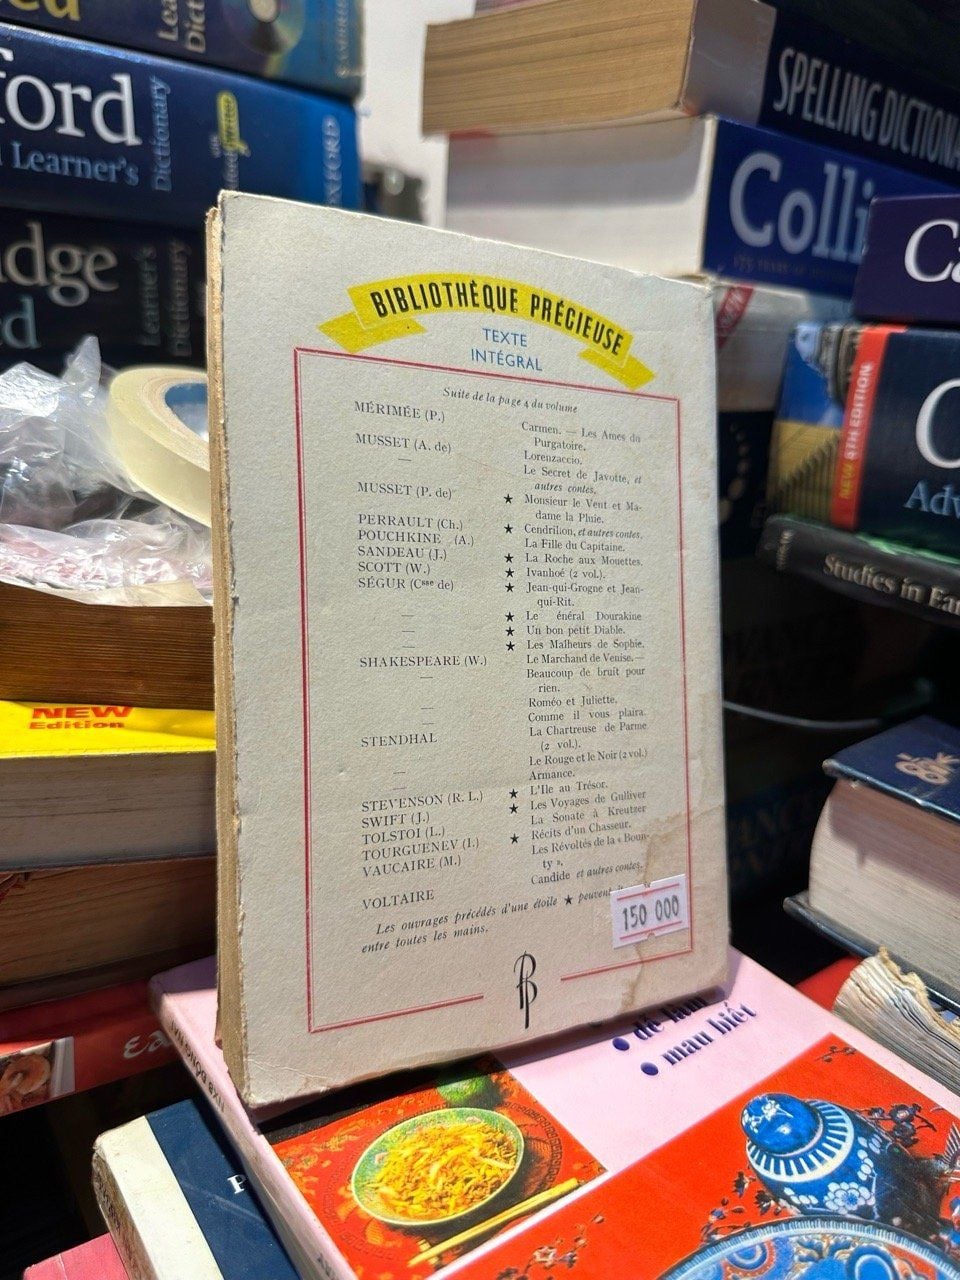 ford
Learner's
Dictionary
OXFORD
dge
Learner's
Dictionary
SPELLING DICTIONA
Colli
175 YEARS OF
Ca
NEW 8TH EDITION
Adv
Studies in Ear
NEW
Edition
BIBLIOTHÈQUE PRÉCIEUSE
TEXTE
INTÉGRAL
Suite de la page 4 du volume
MÉRIMÉE (P.) Carmen. — Les Ames du
Purgatoire.
MUSSET (A. de) Lorenzaccio.
— Le Secret de Javotte, et
autres contes.
MUSSET (P. de) ★ Monsieur le Vent et Ma-
dame la Pluie.
PERRAULT (Ch.) ★ Cendrillon, et autres contes.
POUCHKINE (A.) La Fille du Capitaine.
SANDEAU (J.) ★ La Roche aux Mouettes.
SCOTT (W.) ★ Ivanhoé (2 vol.).
SÉGUR (Csse de) ★ Jean-qui-Grogne et Jean-
qui-Rit.
— ★ Le énéral Dourakine
— ★ Un bon petit Diable.
— ★ Les Malheurs de Sophie.
SHAKESPEARE (W.) Le Marchand de Venise. —
— Beaucoup de bruit pour
rien.
— Roméo et Juliette.
— Comme il vous plaira.
STENDHAL La Chartreuse de Parme
(2 vol.).
— Le Rouge et le Noir (2 vol.)
Armance.
STEVENSON (R. L.) ★ L'Ile au Trésor.
SWIFT (J.) ★ Les Voyages de Gulliver
TOLSTOI (L.) La Sonate à Kreutzer
TOURGUENEV (I.) ★ Récits d'un Chasseur.
VAUCAIRE (M.) Les Révoltés de la « Boun-
ty ».
VOLTAIRE Candide et autres contes.
Les ouvrages précédés d'une étoile ★ peuvent
entre toutes les mains.
150 000
BP
• dễ làm
• mau biết